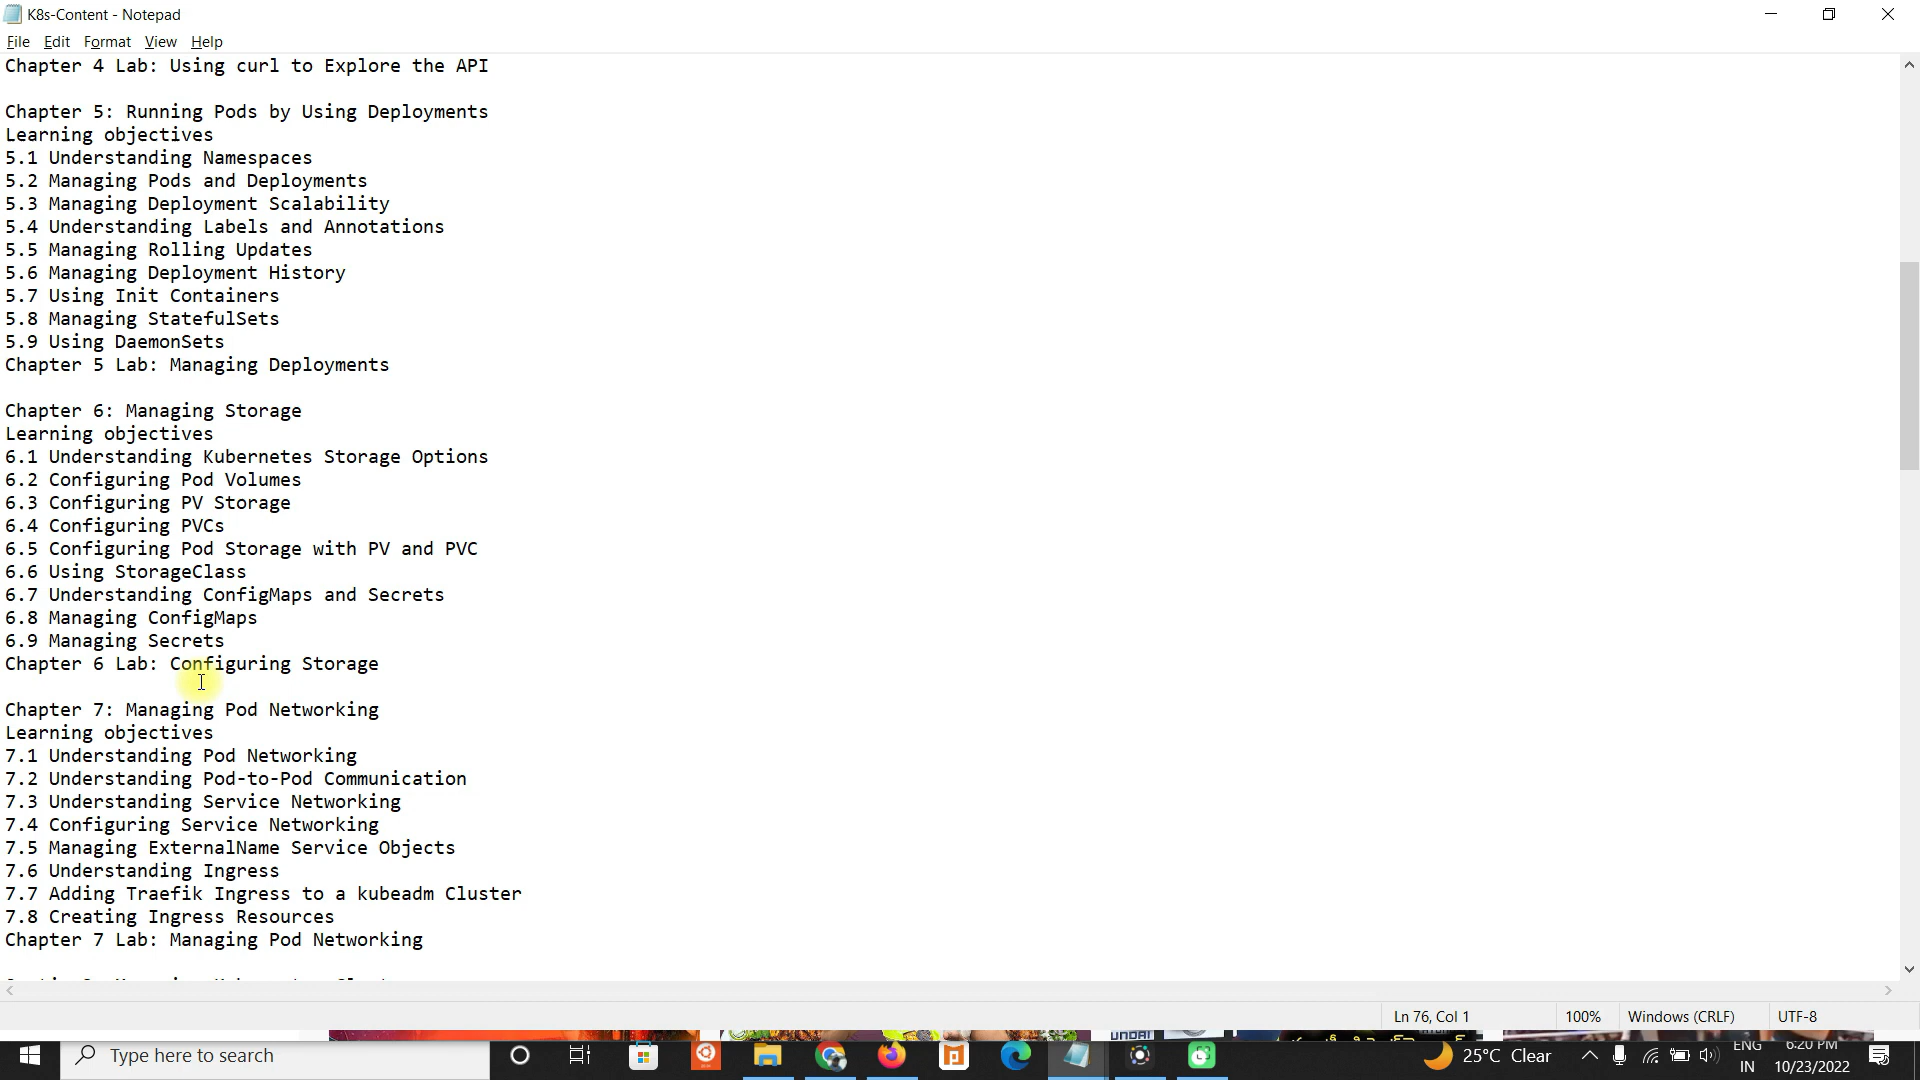 K8s-Content - Notepad
File Edit Format View Help
Chapter 4 Lab: Using curl to Explore the API
Chapter 5: Running Pods by Using Deployments
Learning objectives
5.1 Understanding Namespaces
5.2 Managing Pods and Deployments
5.3 Managing Deployment Scalability
5.4 Understanding Labels and Annotations
5.5 Managing Rolling Updates
5.6 Managing Deployment History
5.7 Using Init Containers
5.8 Managing StatefulSets
5.9 Using DaemonSets
Chapter 5 Lab: Managing Deployments
Chapter 6: Managing Storage
Learning objectives
6.1 Understanding Kubernetes Storage Options
6.2 Configuring Pod Volumes
6.3 Configuring PV Storage
6.4 Configuring PVCs
6.5 Configuring Pod Storage with PV and PVC
6.6 Using StorageClass
6.7 Understanding ConfigMaps and Secrets
6.8 Managing ConfigMaps
6.9 Managing Secrets
Chapter 6 Lab: Configuring Storage
Chapter 7: Managing Pod Networking
Learning objectives
7.1 Understanding Pod Networking
7.2 Understanding Pod-to-Pod Communication
7.3 Understanding Service Networking
7.4 Configuring Service Networking
7.5 Managing ExternalName Service Objects
7.6 Understanding Ingress
7.7 Adding Traefik Ingress to a kubeadm Cluster
7.8 Creating Ingress Resources
Chapter 7 Lab: Managing Pod Networking
Ln 76, Col 1 100% Windows (CRLF) UTF-8
Type here to search
25°C Clear
ENG
IN
6:20 PM
10/23/2022